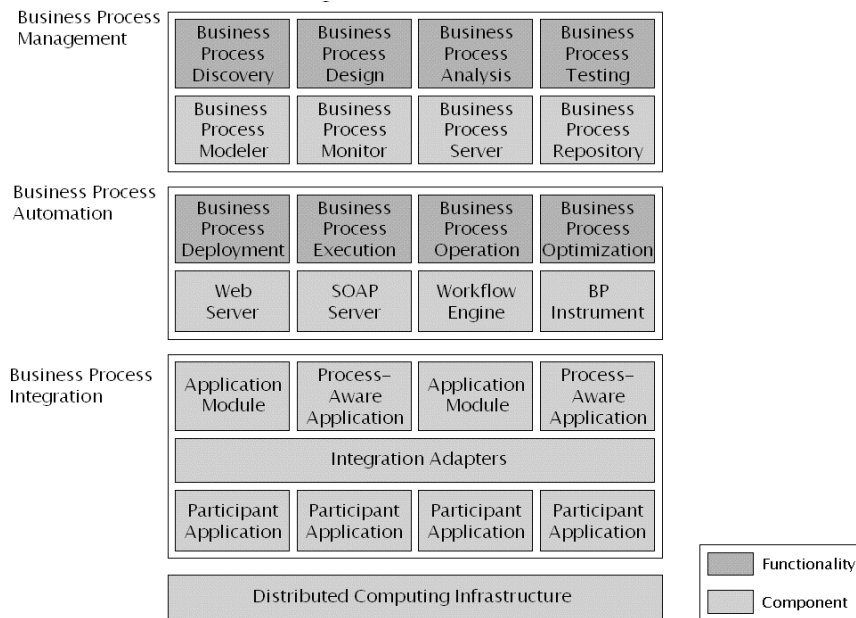 Business Process
Management
Business
Process
Discovery
Business
Process
Design
Business
Process
Analysis
Business
Process
Testing
Business
Process
Modeler
Business
Process
Monitor
Business
Process
Server
Business
Process
Repository
Business Process
Automation
Business
Process
Deployment
Business
Process
Execution
Business
Process
Operation
Business
Process
Optimization
Web
Server
SOAP
Server
Workflow
Engine
BP
Instrument
Business Process
Integration
Application
Module
Process–
Aware
Application
Application
Module
Process–
Aware
Application
Integration Adapters
Participant
Application
Participant
Application
Participant
Application
Participant
Application
Distributed Computing Infrastructure
Functionality
Component